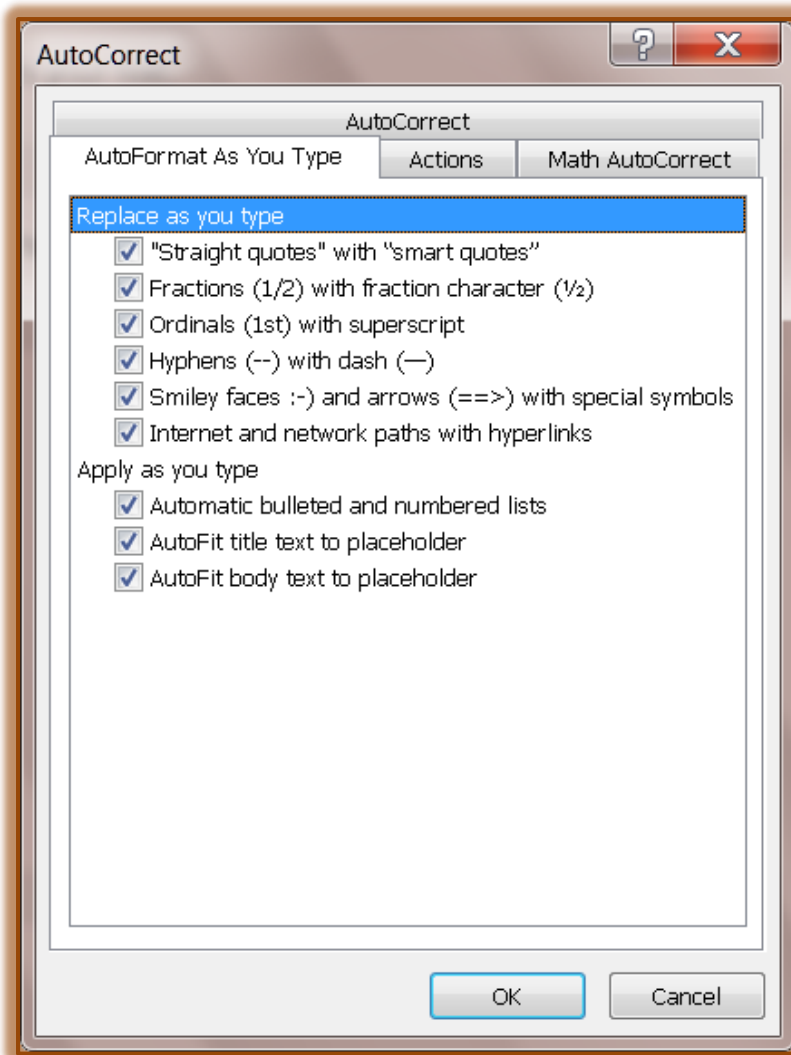 AutoCorrect
AutoCorrect
AutoFormat As You Type
Actions
Math AutoCorrect
Replace as you type
"Straight quotes" with “smart quotes”
Fractions (1/2) with fraction character (½)
Ordinals (1st) with superscript
Hyphens (--) with dash (—)
Smiley faces :-) and arrows (==>) with special symbols
Internet and network paths with hyperlinks
Apply as you type
Automatic bulleted and numbered lists
AutoFit title text to placeholder
AutoFit body text to placeholder
OK
Cancel